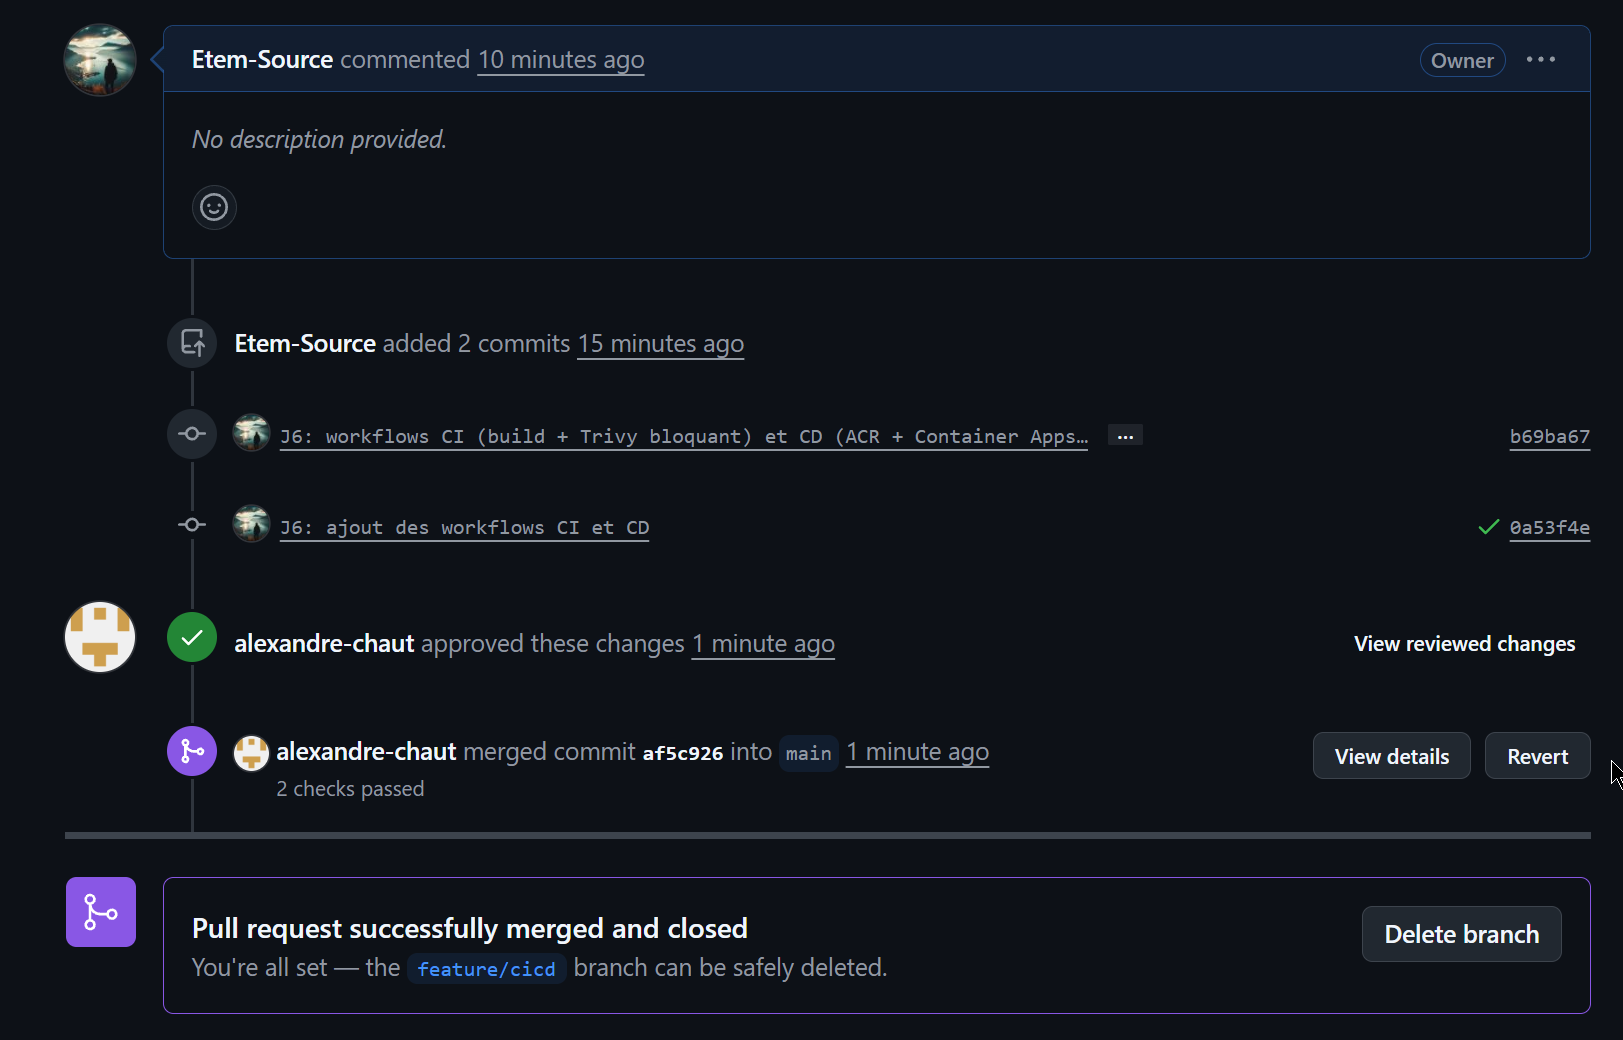 Etem-Source commented 10 minutes ago
Owner
No description provided.
Etem-Source added 2 commits 15 minutes ago
J6: workflows CI (build + Trivy bloquant) et CD (ACR + Container Apps…
b69ba67
J6: ajout des workflows CI et CD
0a53f4e
alexandre-chaut approved these changes 1 minute ago
View reviewed changes
alexandre-chaut merged commit af5c926 into main 1 minute ago
View details
Revert
2 checks passed
Pull request successfully merged and closed
Delete branch
You're all set — the feature/cicd branch can be safely deleted.